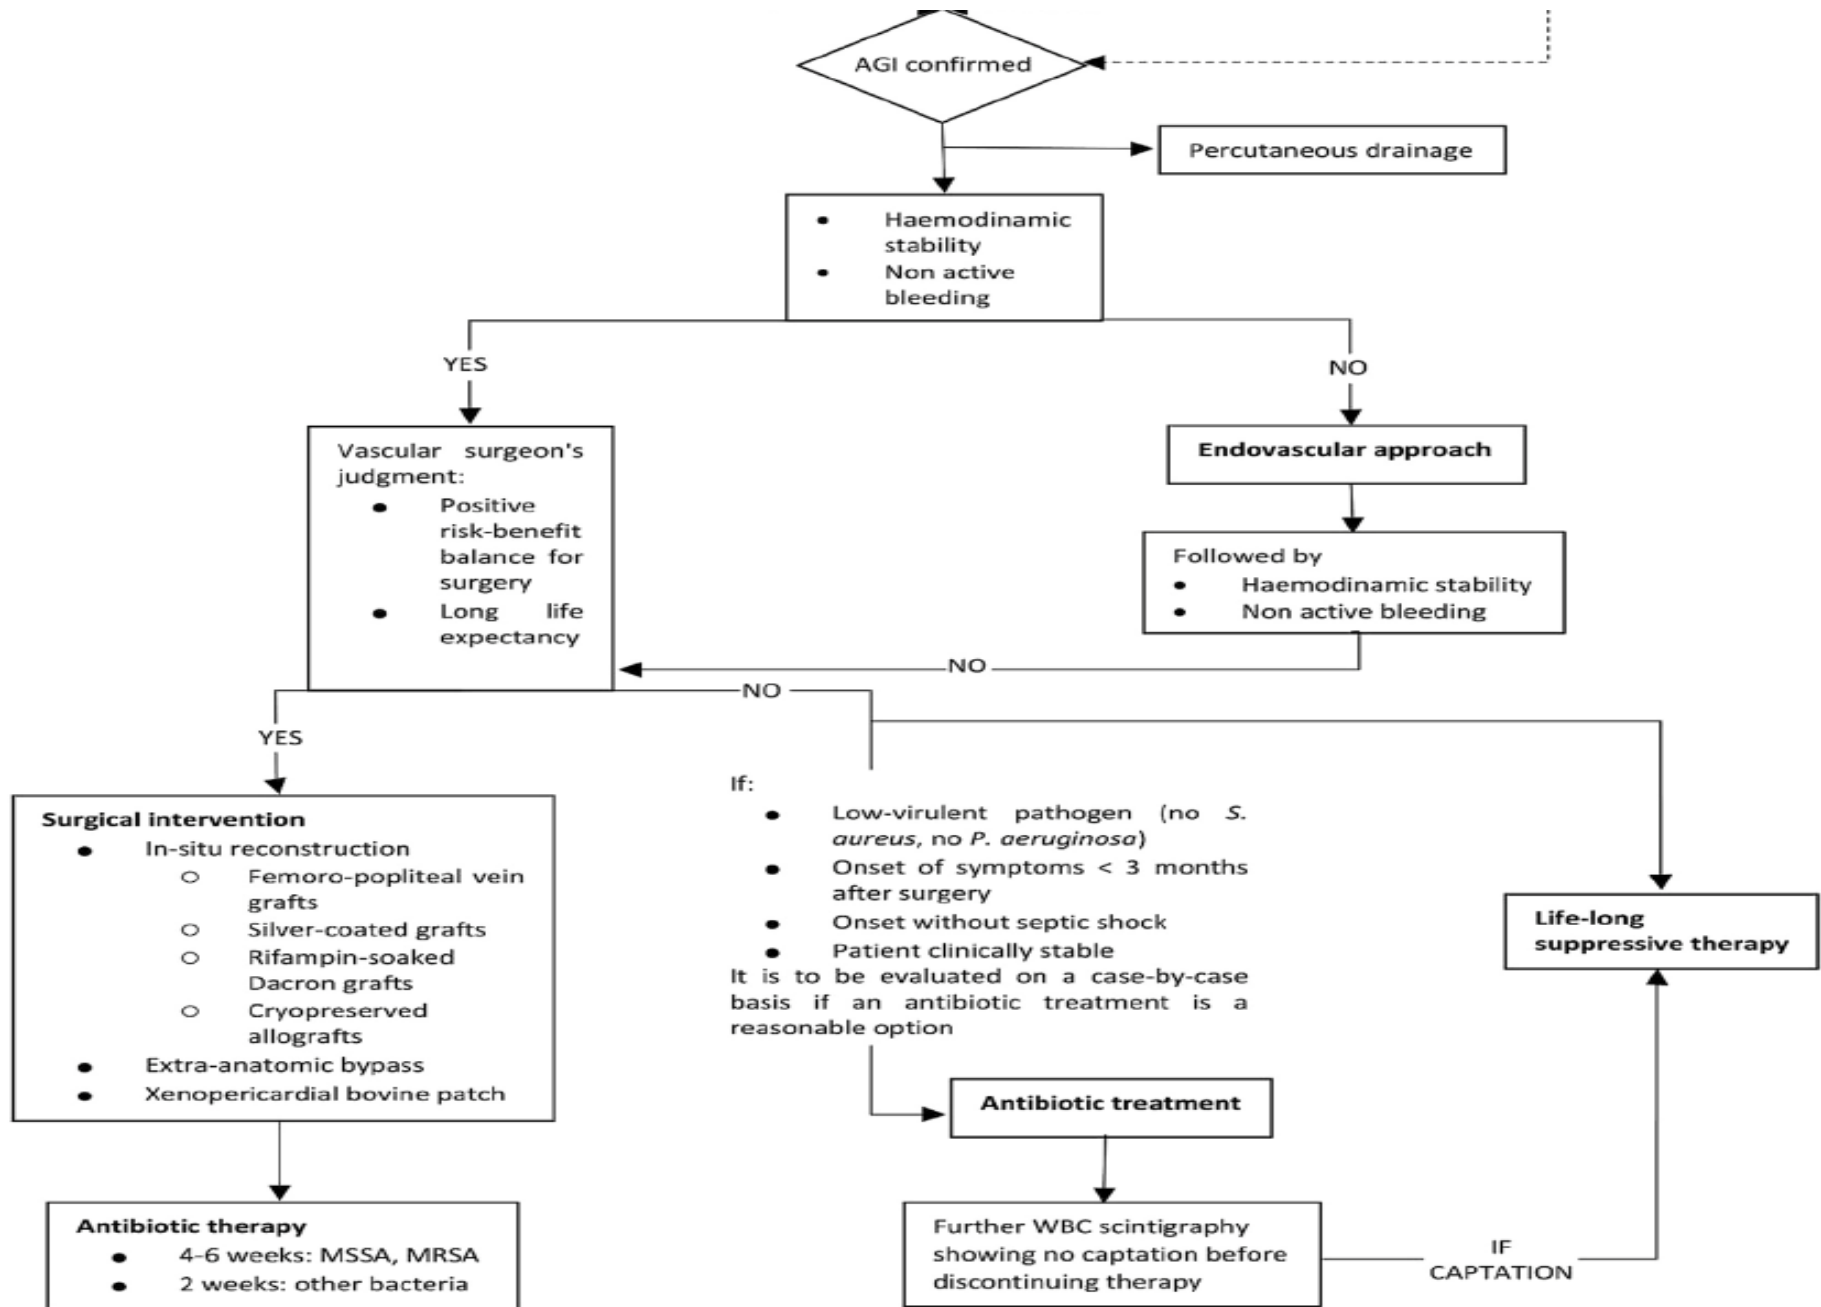 AGI confirmed
Percutaneous drainage
● Haemodinamic
stability
● Non active
bleeding
YES
NO
Vascular surgeon's
judgment:
● Positive
risk-benefit
balance for
surgery
● Long life
expectancy
Endovascular approach
Followed by
● Haemodinamic stability
● Non active bleeding
NO
NO
YES
Surgical intervention
● In-situ reconstruction
○ Femoro-popliteal vein
grafts
○ Silver-coated grafts
○ Rifampin-soaked
Dacron grafts
○ Cryopreserved
allografts
● Extra-anatomic bypass
● Xenopericardial bovine patch
If:
● Low-virulent pathogen (no S.
aureus, no P. aeruginosa)
● Onset of symptoms < 3 months
after surgery
● Onset without septic shock
● Patient clinically stable
It is to be evaluated on a case-by-case
basis if an antibiotic treatment is a
reasonable option
Life-long
suppressive therapy
Antibiotic treatment
Antibiotic therapy
● 4-6 weeks: MSSA, MRSA
● 2 weeks: other bacteria
Further WBC scintigraphy
showing no captation before
discontinuing therapy
IF
CAPTATION